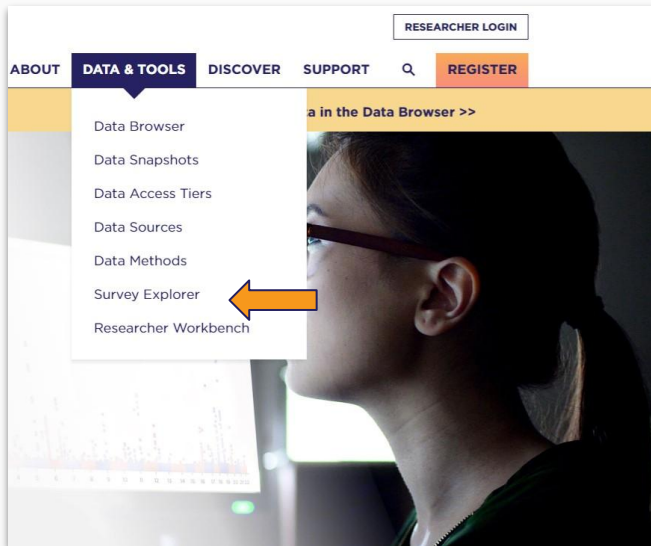 RESEARCHER LOGIN
ABOUT DATA & TOOLS DISCOVER SUPPORT REGISTER
in the Data Browser >>
Data Browser
Data Snapshots
Data Access Tiers
Data Sources
Data Methods
Survey Explorer
Researcher Workbench